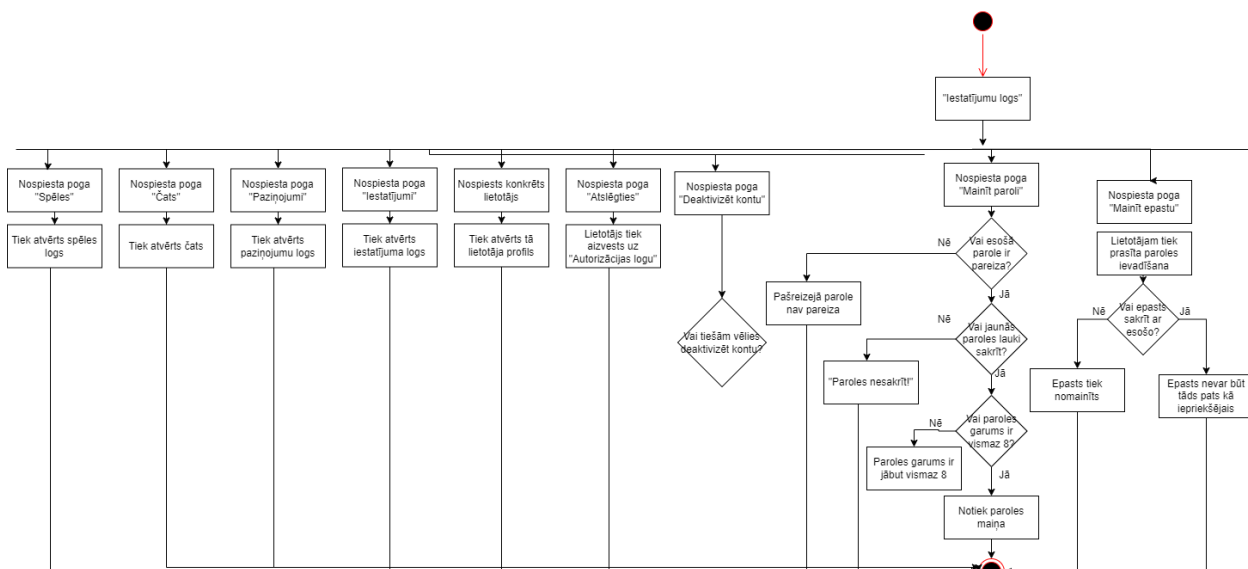 "Iestatījumu logs"
Nospiesta poga
"Spēles"
Tiek atvērts spēles
logs
Nospiesta poga
"Čats"
Tiek atvērts čats
Nospiesta poga
"Paziņojumi"
Tiek atvērts
paziņojumu logs
Nospiesta poga
"Iestatījumi"
Tiek atvērts
iestatījuma logs
Nospiests konkrēts
lietotājs
Tiek atvērts tā
lietotāja profils
Nospiesta poga
"Atslēgties"
Lietotājs tiek
aizvests uz
"Autorizācijas logu"
Nospiesta poga
"Deaktivizēt kontu"
Vai tiešām vēlies
deaktivizēt kontu?
Nospiesta poga
"Mainīt paroli"
Vai esošā
parole ir
pareiza?
Nē
Jā
Pašreizejā parole
nav pareiza
Vai jaunās
paroles lauki
sakrīt?
Nē
Jā
"Paroles nesakrīt!"
Vai paroles
garums ir
vismaz 8?
Nē
Jā
Paroles garums ir
jābut vismaz 8
Notiek paroles
maiņa
Nospiesta poga
"Mainīt epastu"
Lietotājam tiek
prasīta paroles
ievadīšana
Vai epasts
sakrīt ar
esošo?
Nē
Jā
Epasts tiek
nomainīts
Epasts nevar būt
tāds pats kā
iepriekšējais